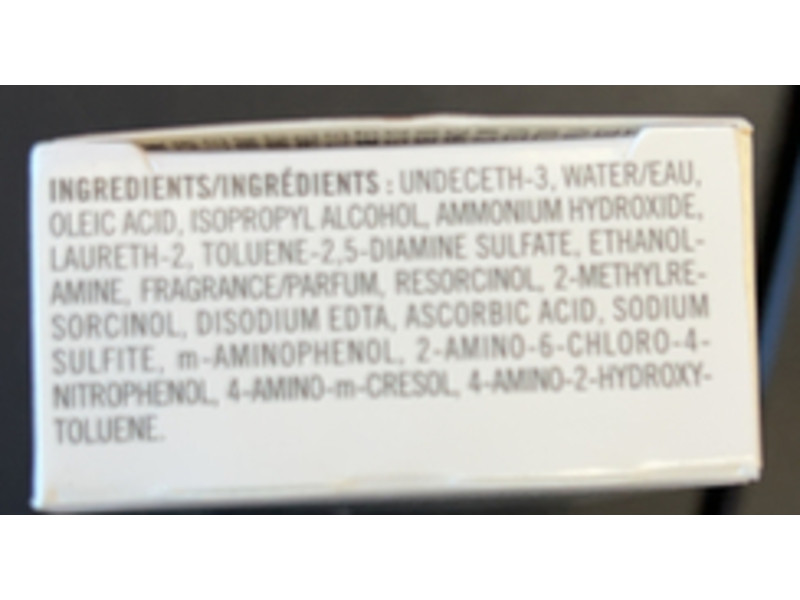 INGREDIENTS/INGRÉDIENTS : UNDECETH-3, WATER/EAU,
OLEIC ACID, ISOPROPYL ALCOHOL, AMMONIUM HYDROXIDE,
LAURETH-2, TOLUENE-2,5-DIAMINE SULFATE, ETHANOL-
AMINE, FRAGRANCE/PARFUM, RESORCINOL, 2-METHYLRE-
SORCINOL, DISODIUM EDTA, ASCORBIC ACID, SODIUM
SULFITE, m-AMINOPHENOL, 2-AMINO-6-CHLORO-4-
NITROPHENOL, 4-AMINO-m-CRESOL, 4-AMINO-2-HYDROXY-
TOLUENE.